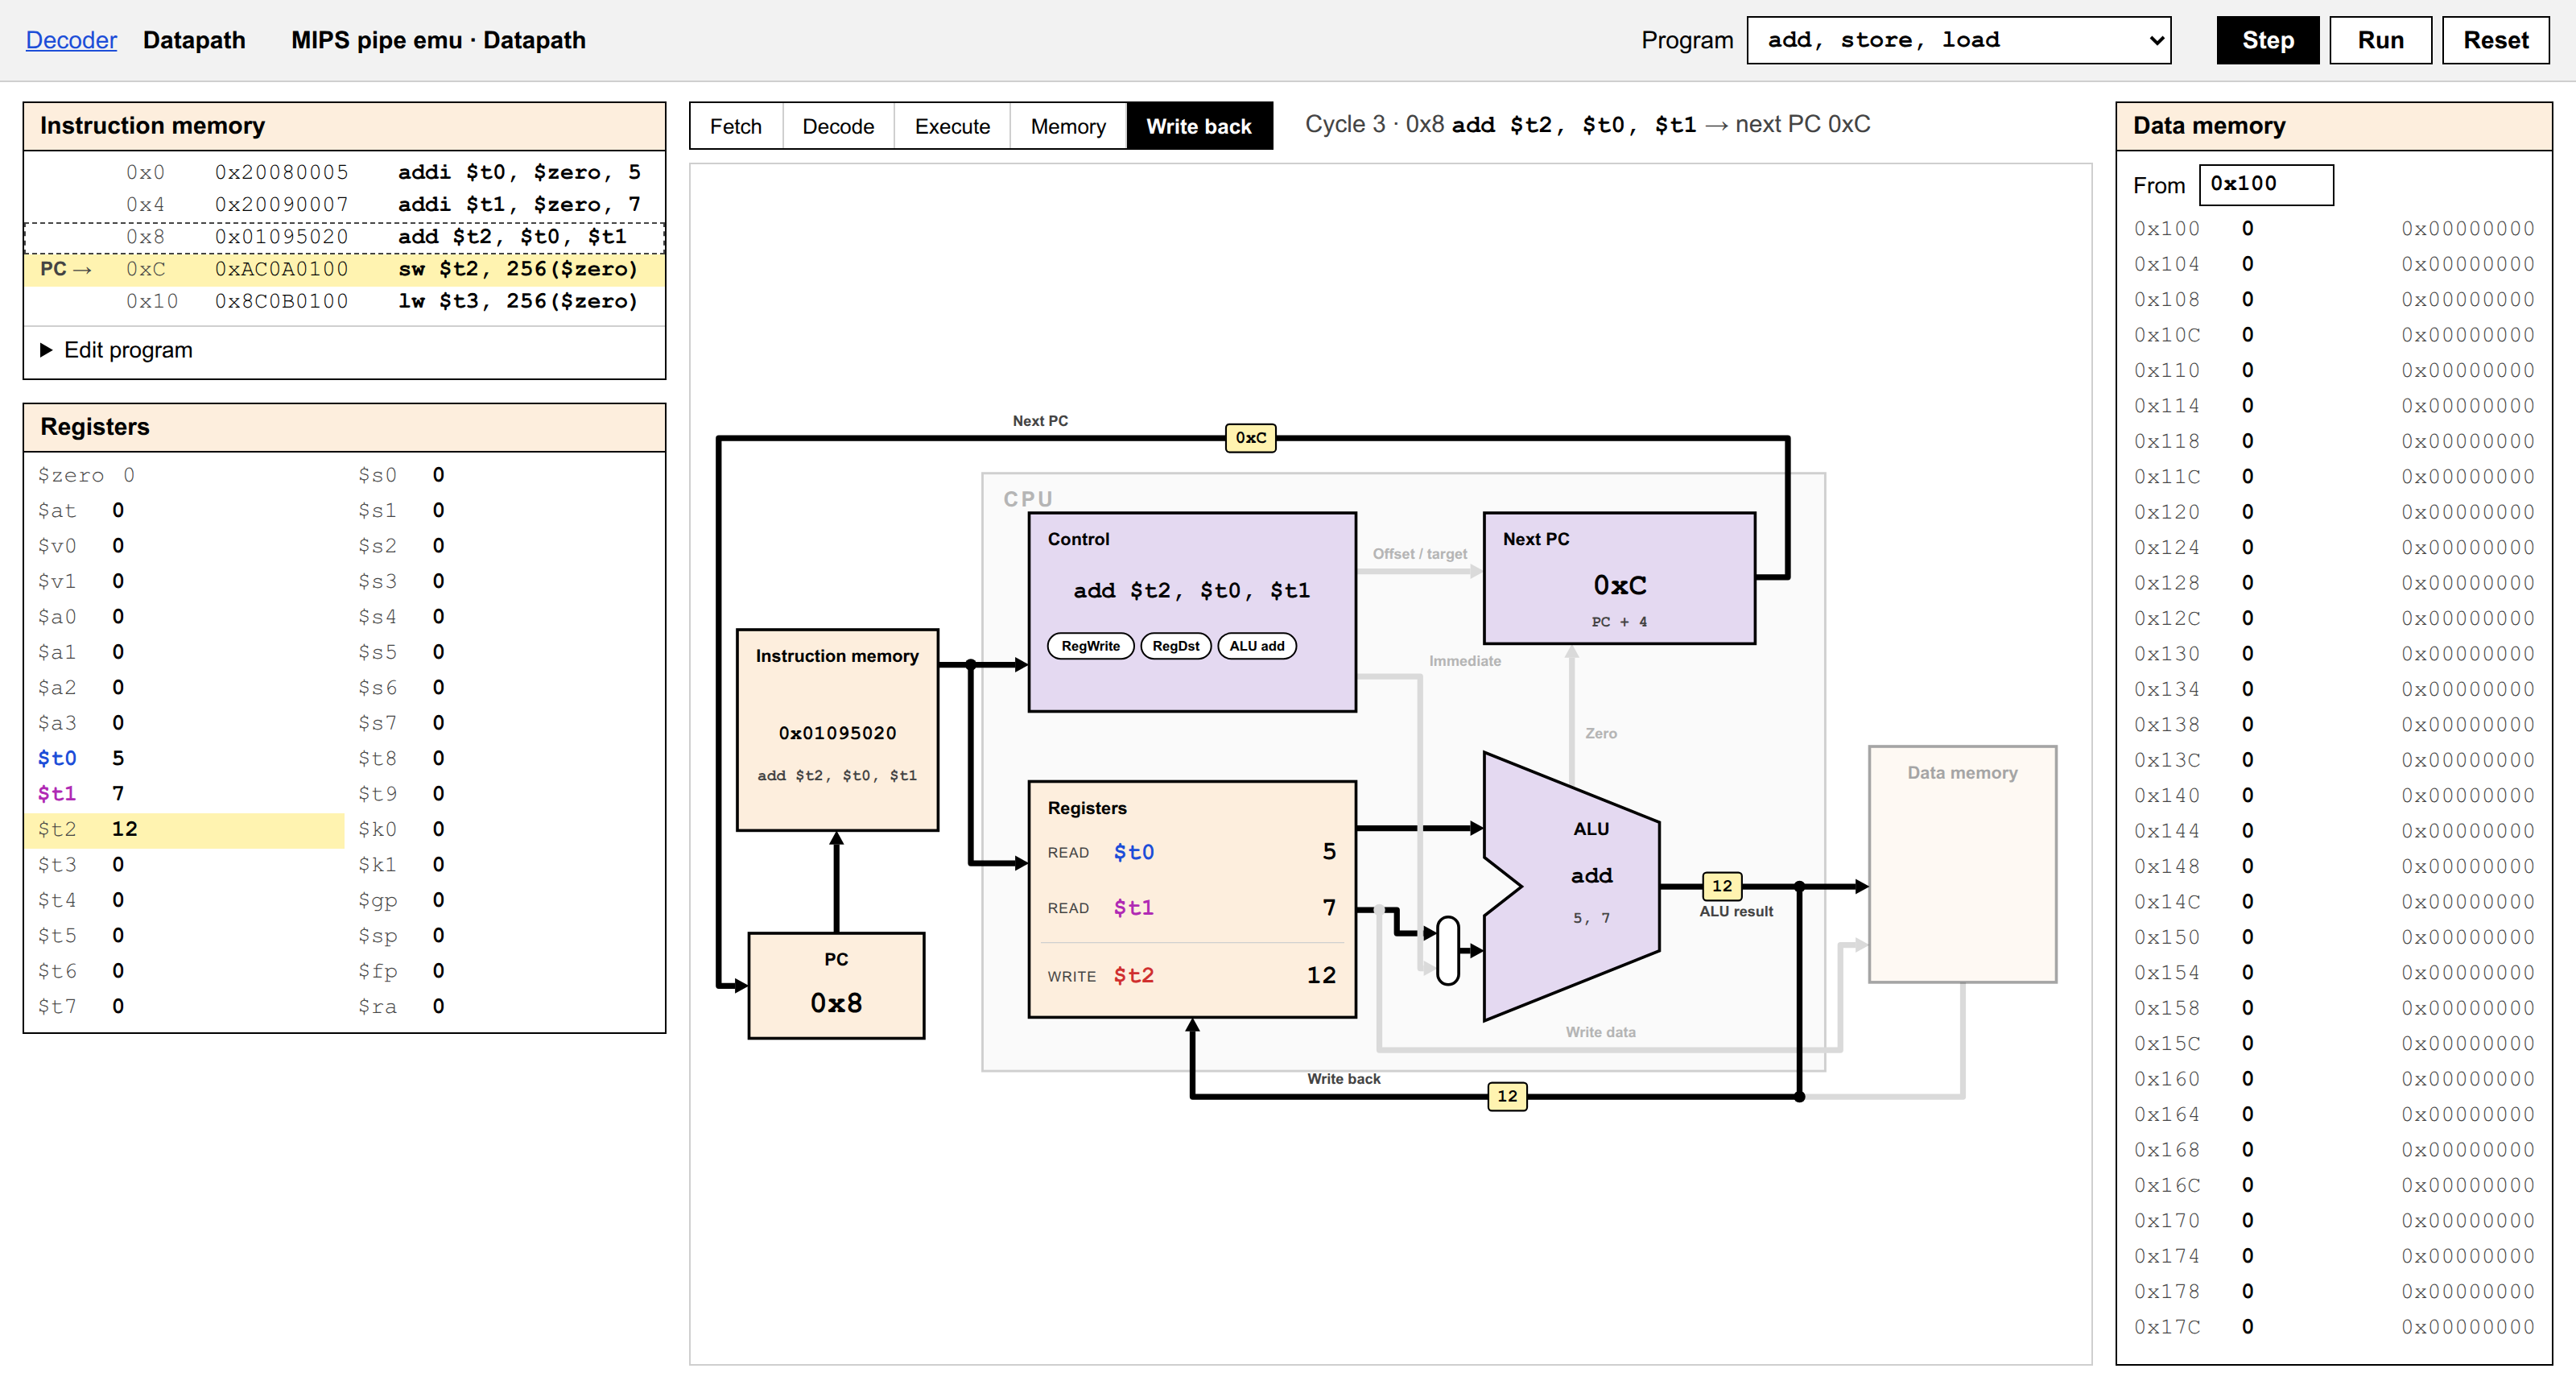 Decoder Datapath MIPS pipe emu · Datapath Program add, store, load Step Run Reset
Instruction memory
0x0 0x20080005 addi $t0, $zero, 5
0x4 0x20090007 addi $t1, $zero, 7
0x8 0x01095020 add $t2, $t0, $t1
PC → 0xC 0xAC0A0100 sw $t2, 256($zero)
0x10 0x8C0B0100 lw $t3, 256($zero)
Edit program
Registers
$zero 0 $s0 0
$at 0 $s1 0
$v0 0 $s2 0
$v1 0 $s3 0
$a0 0 $s4 0
$a1 0 $s5 0
$a2 0 $s6 0
$a3 0 $s7 0
$t0 5 $t8 0
$t1 7 $t9 0
$t2 12 $k0 0
$t3 0 $k1 0
$t4 0 $gp 0
$t5 0 $sp 0
$t6 0 $fp 0
$t7 0 $ra 0
Fetch Decode Execute Memory Write back Cycle 3 · 0x8 add $t2, $t0, $t1 → next PC 0xC
Next PC
0xC
CPU
Control
add $t2, $t0, $t1
RegWrite RegDst ALU add
Offset / target
Next PC
0xC
PC + 4
Immediate
Zero
Instruction memory
0x01095020
add $t2, $t0, $t1
PC
0x8
Registers
READ $t0 5
READ $t1 7
WRITE $t2 12
ALU
add
5, 7
12
ALU result
Data memory
Write data
Write back
12
Data memory
From 0x100
0x100 0 0x00000000
0x104 0 0x00000000
0x108 0 0x00000000
0x10C 0 0x00000000
0x110 0 0x00000000
0x114 0 0x00000000
0x118 0 0x00000000
0x11C 0 0x00000000
0x120 0 0x00000000
0x124 0 0x00000000
0x128 0 0x00000000
0x12C 0 0x00000000
0x130 0 0x00000000
0x134 0 0x00000000
0x138 0 0x00000000
0x13C 0 0x00000000
0x140 0 0x00000000
0x144 0 0x00000000
0x148 0 0x00000000
0x14C 0 0x00000000
0x150 0 0x00000000
0x154 0 0x00000000
0x158 0 0x00000000
0x15C 0 0x00000000
0x160 0 0x00000000
0x164 0 0x00000000
0x168 0 0x00000000
0x16C 0 0x00000000
0x170 0 0x00000000
0x174 0 0x00000000
0x178 0 0x00000000
0x17C 0 0x00000000